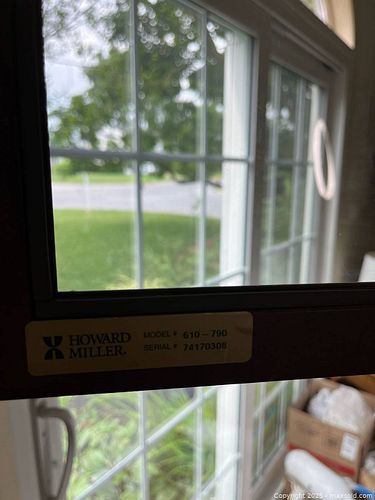 HOWARD MILLER.
MODEL # 610-790
SERIAL # 74170308
Copyright 2025 - maxsold.com